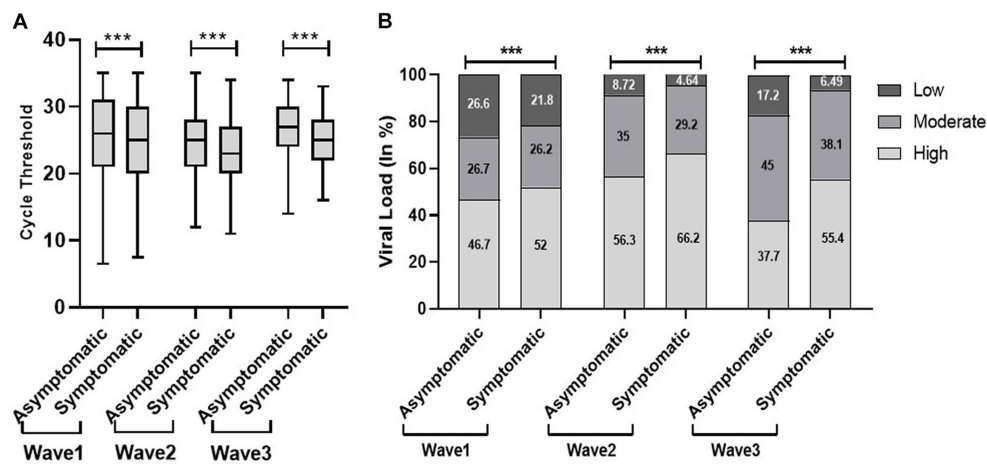 A
Cycle Threshold
40
30
20
10
0
***
***
***
Asymptomatic
Symptomatic
Asymptomatic
Symptomatic
Asymptomatic
Symptomatic
Wave1
Wave2
Wave3
B
Viral Load (In %)
100
80
60
40
20
0
***
***
***
26.6
21.8
8.72
4.64
17.2
6.49
26.7
26.2
35
29.2
45
38.1
46.7
52
56.3
66.2
37.7
55.4
Low
Moderate
High
Asymptomatic
Symptomatic
Asymptomatic
Symptomatic
Asymptomatic
Symptomatic
Wave1
Wave2
Wave3